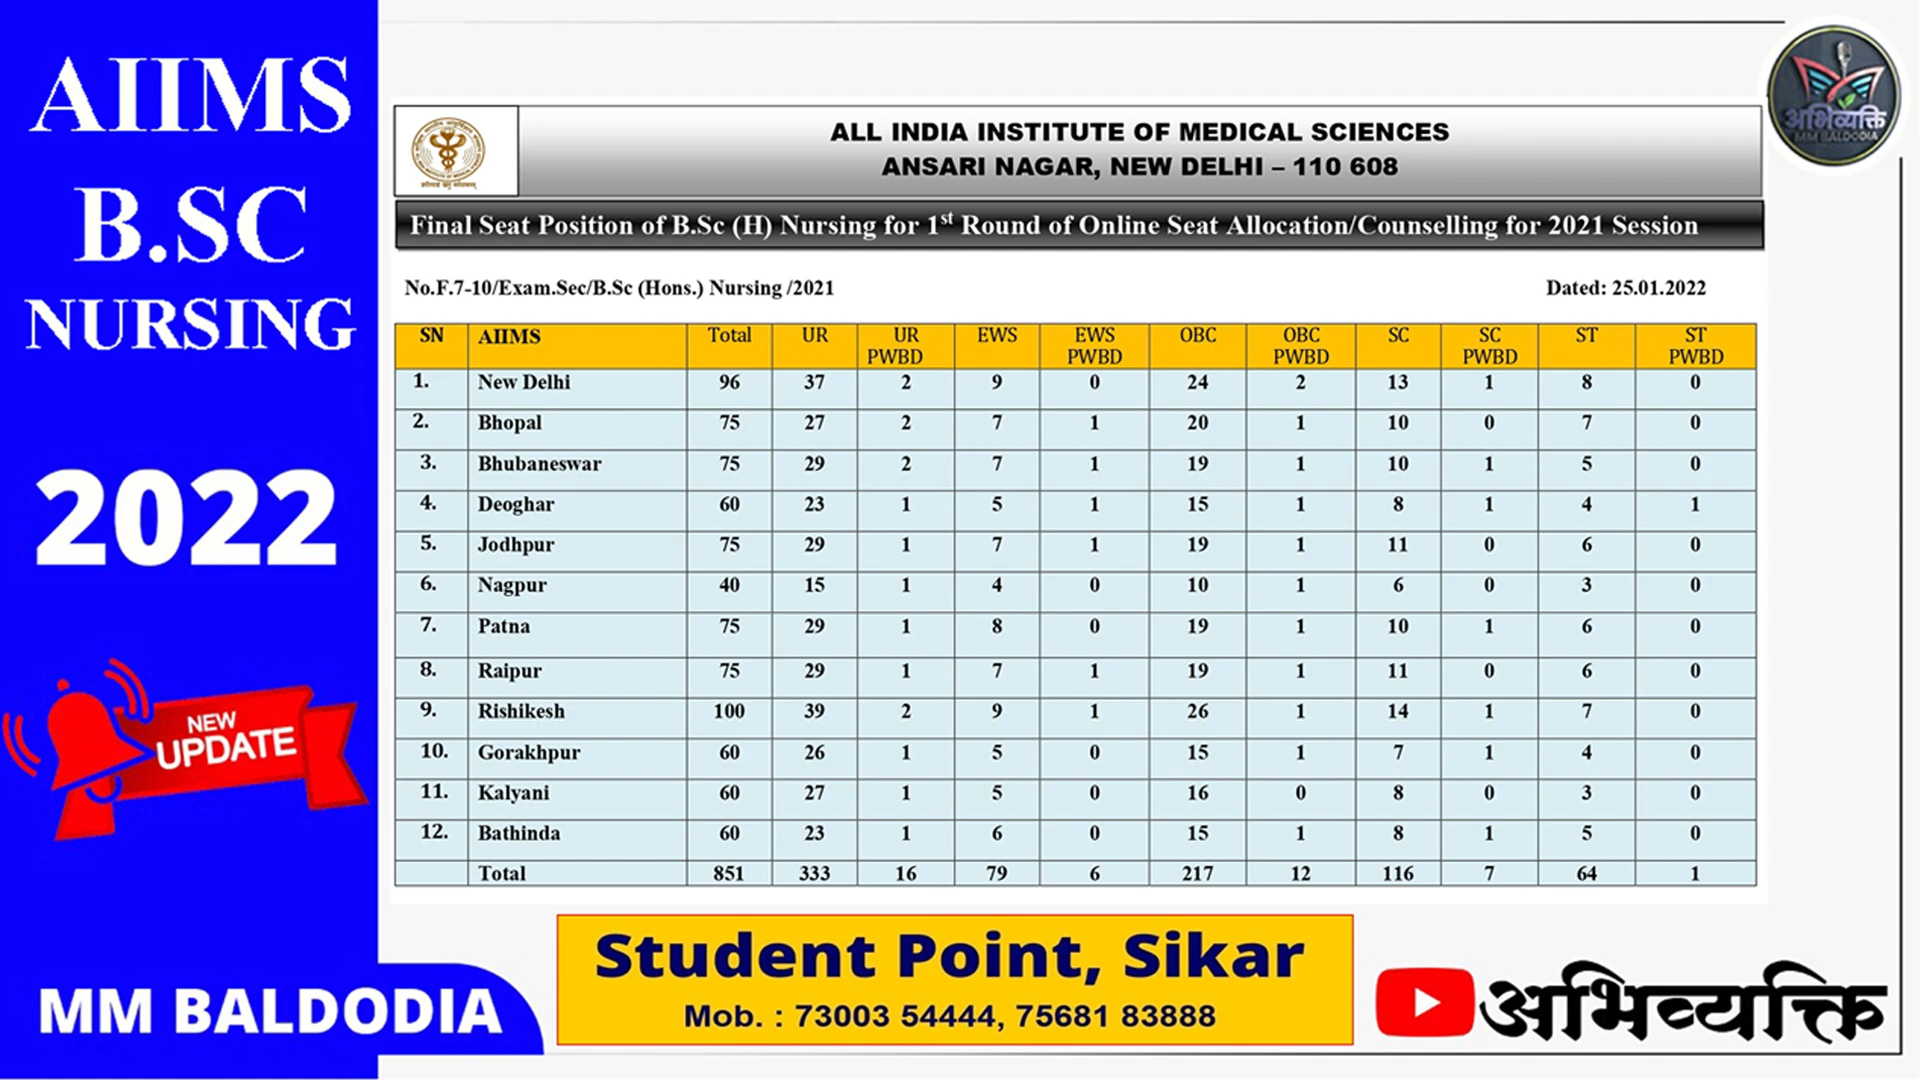 AIIMS
B.SC
NURSING
2022
NEW
UPDATE
MM BALDODIA
अभिव्यक्ति
MM BALDODIA
ALL INDIA INSTITUTE OF MEDICAL SCIENCES
ANSARI NAGAR, NEW DELHI – 110 608
Final Seat Position of B.Sc (H) Nursing for 1st Round of Online Seat Allocation/Counselling for 2021 Session
No.F.7-10/Exam.Sec/B.Sc (Hons.) Nursing /2021 Dated: 25.01.2022
SN AIIMS Total UR UR PWBD EWS EWS PWBD OBC OBC PWBD SC SC PWBD ST ST PWBD
1. New Delhi 96 37 2 9 0 24 2 13 1 8 0
2. Bhopal 75 27 2 7 1 20 1 10 0 7 0
3. Bhubaneswar 75 29 2 7 1 19 1 10 1 5 0
4. Deoghar 60 23 1 5 1 15 1 8 1 4 1
5. Jodhpur 75 29 1 7 1 19 1 11 0 6 0
6. Nagpur 40 15 1 4 0 10 1 6 0 3 0
7. Patna 75 29 1 8 0 19 1 10 1 6 0
8. Raipur 75 29 1 7 1 19 1 11 0 6 0
9. Rishikesh 100 39 2 9 1 26 1 14 1 7 0
10. Gorakhpur 60 26 1 5 0 15 1 7 1 4 0
11. Kalyani 60 27 1 5 0 16 0 8 0 3 0
12. Bathinda 60 23 1 6 0 15 1 8 1 5 0
Total 851 333 16 79 6 217 12 116 7 64 1
Student Point, Sikar
Mob. : 73003 54444, 75681 83888
अभिव्यक्ति